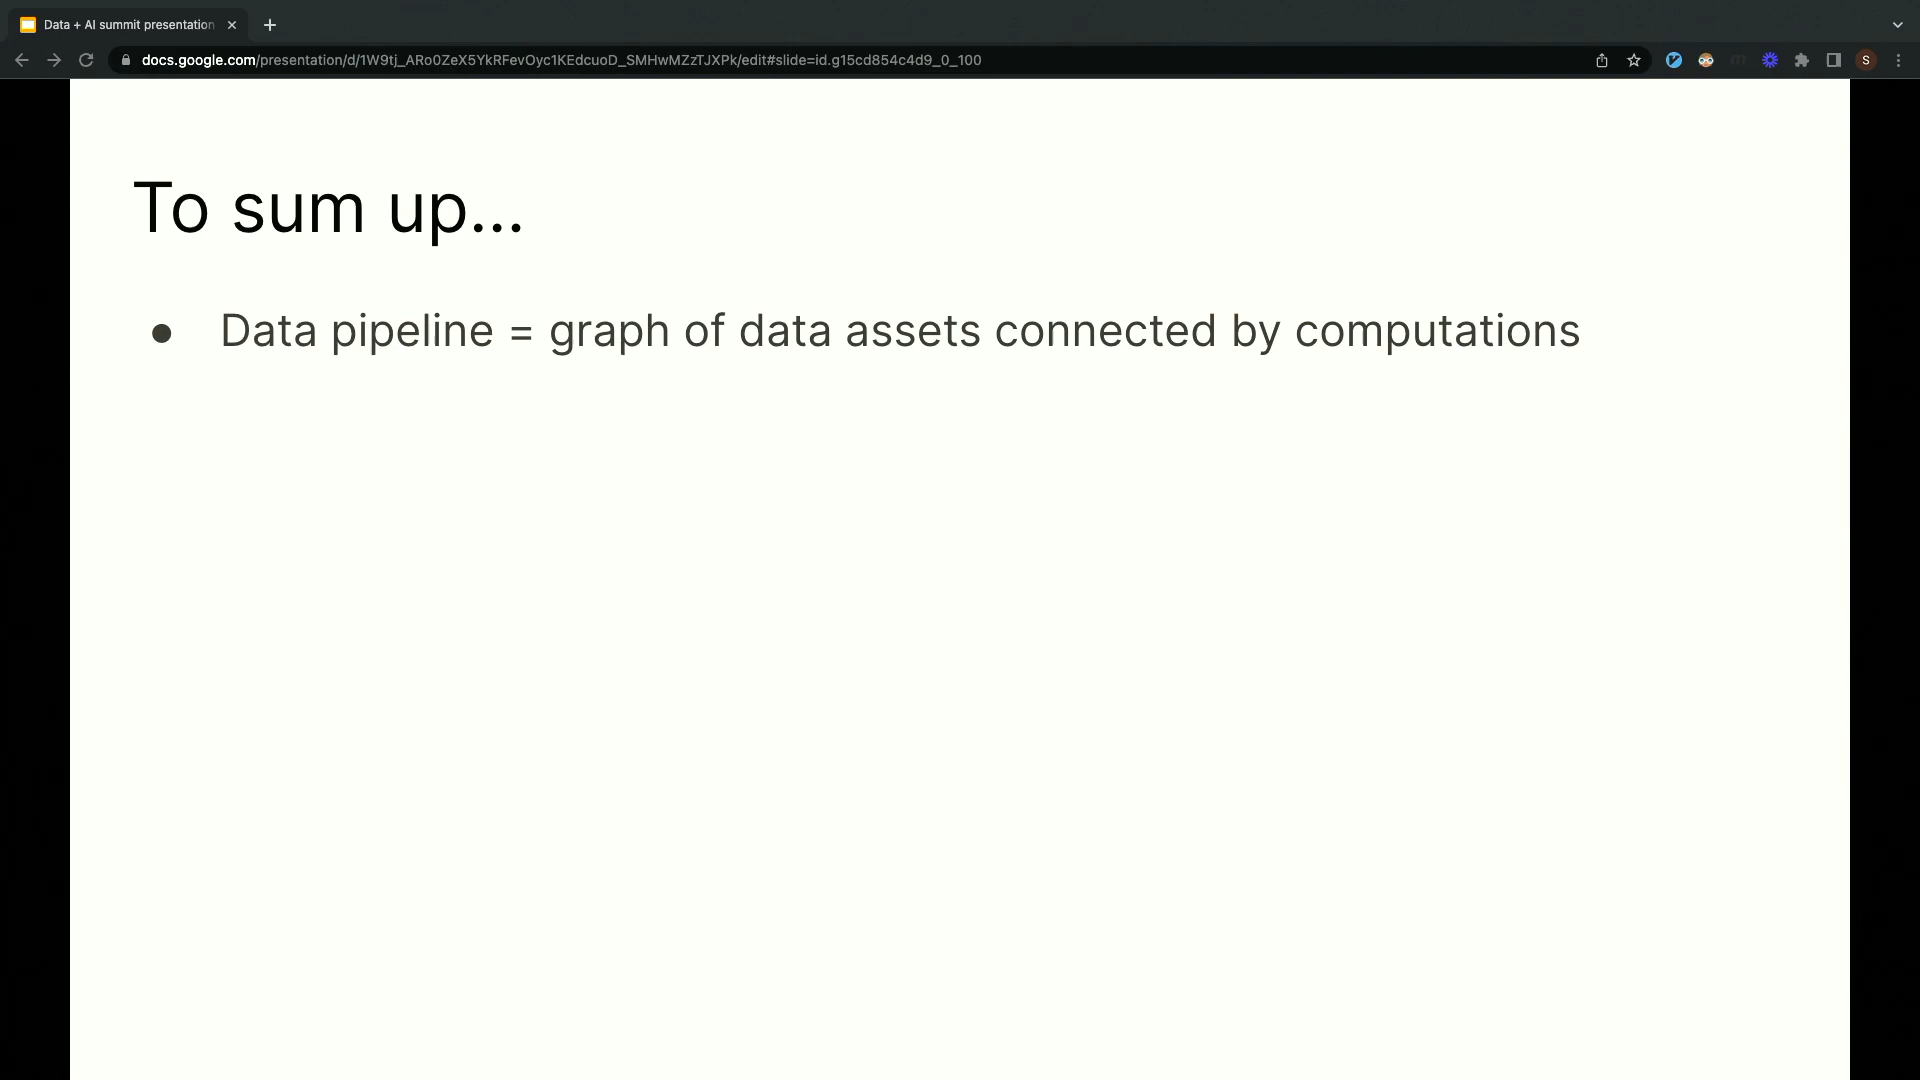 Data + AI summit presentation
docs.google.com/presentation/d/1W9tj_ARo0ZeX5YkRFevOyc1KEdcuoD_SMHwMZzTJXPk/edit#slide=id.g15cd854c4d9_0_100
S
To sum up...
● Data pipeline = graph of data assets connected by computations